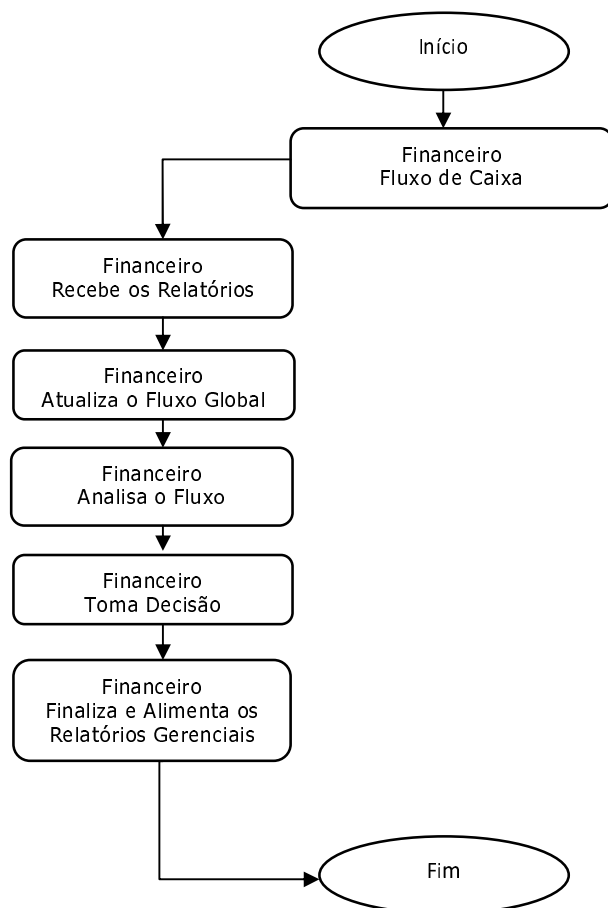 Início
Financeiro
Fluxo de Caixa
Financeiro
Recebe os Relatórios
Financeiro
Atualiza o Fluxo Global
Financeiro
Analisa o Fluxo
Financeiro
Toma Decisão
Financeiro
Finaliza e Alimenta os
Relatórios Gerenciais
Fim